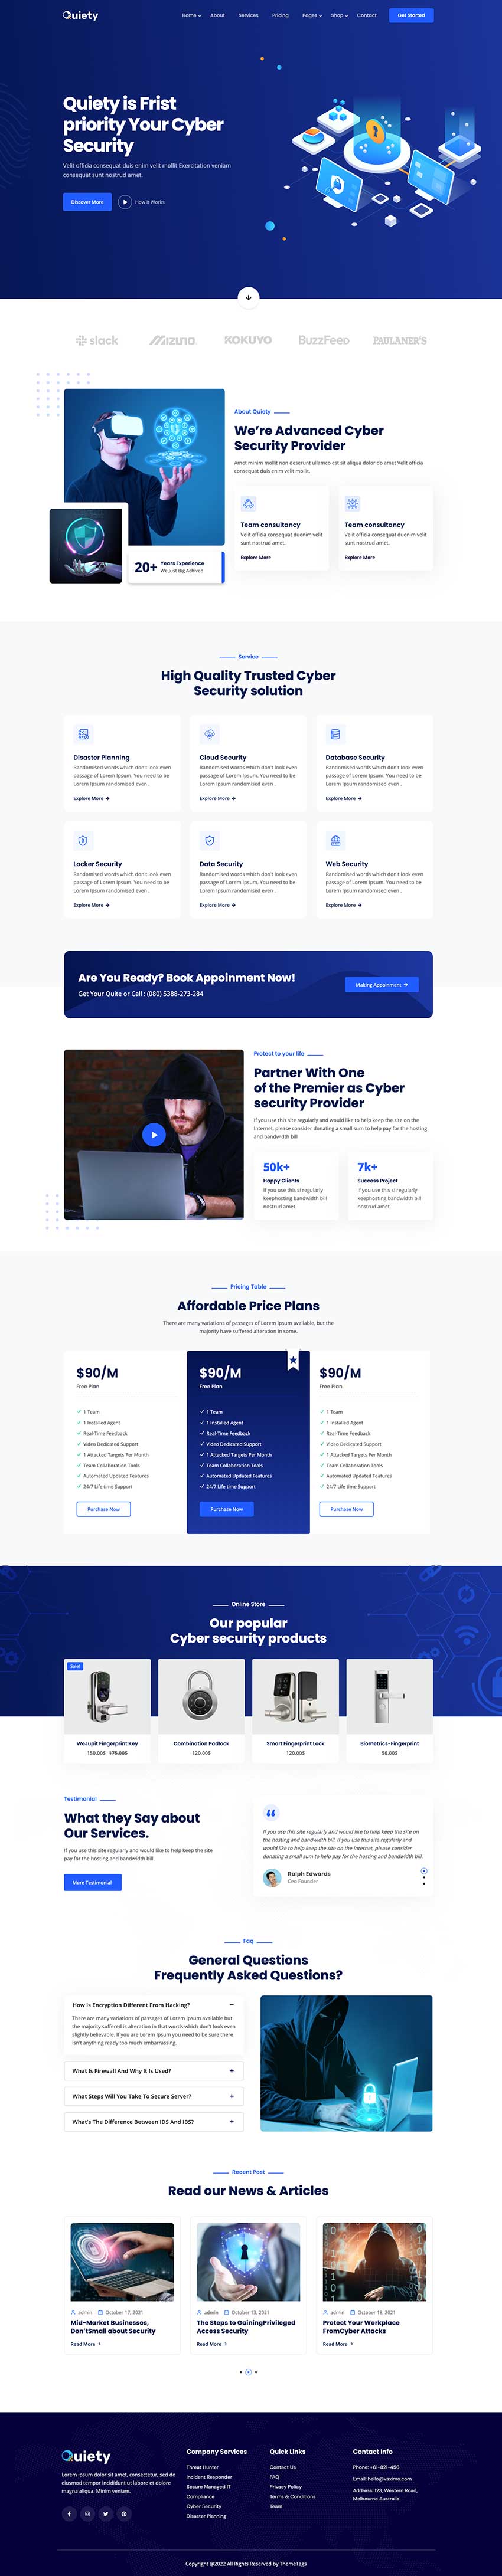 Quiety
Home About Services Pricing Pages Shop Contact Get Started
Quiety is Frist
priority Your Cyber
Security
Velit officia consequat duis enim velit mollit Exercitation veniam
consequat sunt nostrud amet.
Discover More How It Works
slack MIZUNO KOKUYO BuzzFeed PAULANER'S
About Quiety
We're Advanced Cyber
Security Provider
Amet minim mollit non deserunt ullamco est sit aliqua dolor do amet Velit officia
consequat duis enim velit mollit.
Team consultancy
Velit officia consequat duenim velit
sunt nostrud amet.
Explore More
Team consultancy
Velit officia consequat duenim velit
sunt nostrud amet.
Explore More
20+ Years Experience
We Just Big Achived
Service
High Quality Trusted Cyber
Security solution
Disaster Planning
Randomised words which don't look even
passage of Lorem Ipsum. You need to be
Lorem Ipsum randomised even .
Explore More
Cloud Security
Randomised words which don't look even
passage of Lorem Ipsum. You need to be
Lorem Ipsum randomised even .
Explore More
Database Security
Randomised words which don't look even
passage of Lorem Ipsum. You need to be
Lorem Ipsum randomised even .
Explore More
Locker Security
Randomised words which don't look even
passage of Lorem Ipsum. You need to be
Lorem Ipsum randomised even .
Explore More
Data Security
Randomised words which don't look even
passage of Lorem Ipsum. You need to be
Lorem Ipsum randomised even .
Explore More
Web Security
Randomised words which don't look even
passage of Lorem Ipsum. You need to be
Lorem Ipsum randomised even .
Explore More
Are You Ready? Book Appoinment Now!
Get Your Quite or Call : (080) 5388-273-284
Making Appoinment
Protect to your life
Partner With One
of the Premier as Cyber
security Provider
If you use this site regularly and would like to help keep the site on the
Internet, please consider donating a small sum to help pay for the hosting
and bandwidth bill
50k+
Happy Clients
If you use this si regularly
keephosting bandwidth bill
nostrud amet.
7k+
Success Project
If you use this si regularly
keephosting bandwidth bill
nostrud amet.
Pricing Table
Affordable Price Plans
There are many variations of passages of Lorem Ipsum available, but the
majority have suffered alteration in some.
$90/M
Free Plan
1 Team
1 Installed Agent
Real-Time Feedback
Video Dedicated Support
1 Attacked Targets Per Month
Team Collaboration Tools
Automated Updated Features
24/7 Life time Support
Purchase Now
$90/M
Free Plan
1 Team
1 Installed Agent
Real-Time Feedback
Video Dedicated Support
1 Attacked Targets Per Month
Team Collaboration Tools
Automated Updated Features
24/7 Life time Support
Purchase Now
$90/M
Free Plan
1 Team
1 Installed Agent
Real-Time Feedback
Video Dedicated Support
1 Attacked Targets Per Month
Team Collaboration Tools
Automated Updated Features
24/7 Life time Support
Purchase Now
Online Store
Our popular
Cyber security products
Sale!
WeJupit Fingerprint Key
150.00$ 175.00$
Combination Padlock
120.00$
Smart Fingerprint Lock
120.00$
Biometrics-Fingerprint
56.00$
Testimonial
What they Say about
Our Services.
If you use this site regularly and would like to help keep the site
pay for the hosting and bandwidth bill.
More Testimonial
If you use this site regularly and would like to help keep the site on
the hosting and bandwidth bill. If you use this site regularly and
would like to help keep the site on the Internet, please consider
donating a small sum to help pay for the hosting and bandwidth bill.
Ralph Edwards
Ceo Founder
Faq
General Questions
Frequently Asked Questions?
How Is Encryption Different From Hacking?
There are many variations of passages of Lorem Ipsum available but
the majority suffered is alteration in that words which don't look even
slightly believable. If you are Lorem Ipsum you need to be sure there
isn't anything ready too much embarrassing.
What Is Firewall And Why It Is Used?
What Steps Will You Take To Secure Server?
What's The Difference Between IDS And IBS?
Recent Post
Read our News & Articles
admin October 17, 2021
Mid-Market Businesses,
Don'tSmall about Security
Read More
admin October 13, 2021
The Steps to GainingPrivileged
Access Security
Read More
admin October 18, 2021
Protect Your Workplace
FromCyber Attacks
Read More
Quiety
Lorem ipsum dolor sit amet, consectetur, sed do
eiusmod tempor incididunt ut labore et dolore
magna aliqua. Minim veniam.
Company Services
Threat Hunter
Incident Responder
Secure Managed IT
Compliance
Cyber Security
Disaster Planning
Quick Links
Contact Us
FAQ
Privacy Policy
Terms & Conditions
Team
Contact Info
Phone: +61-821-456
Email: hello@vaximo.com
Address: 123, Western Road,
Melbourne Australia
Copyright @2022 All Rights Reserved by ThemeTags